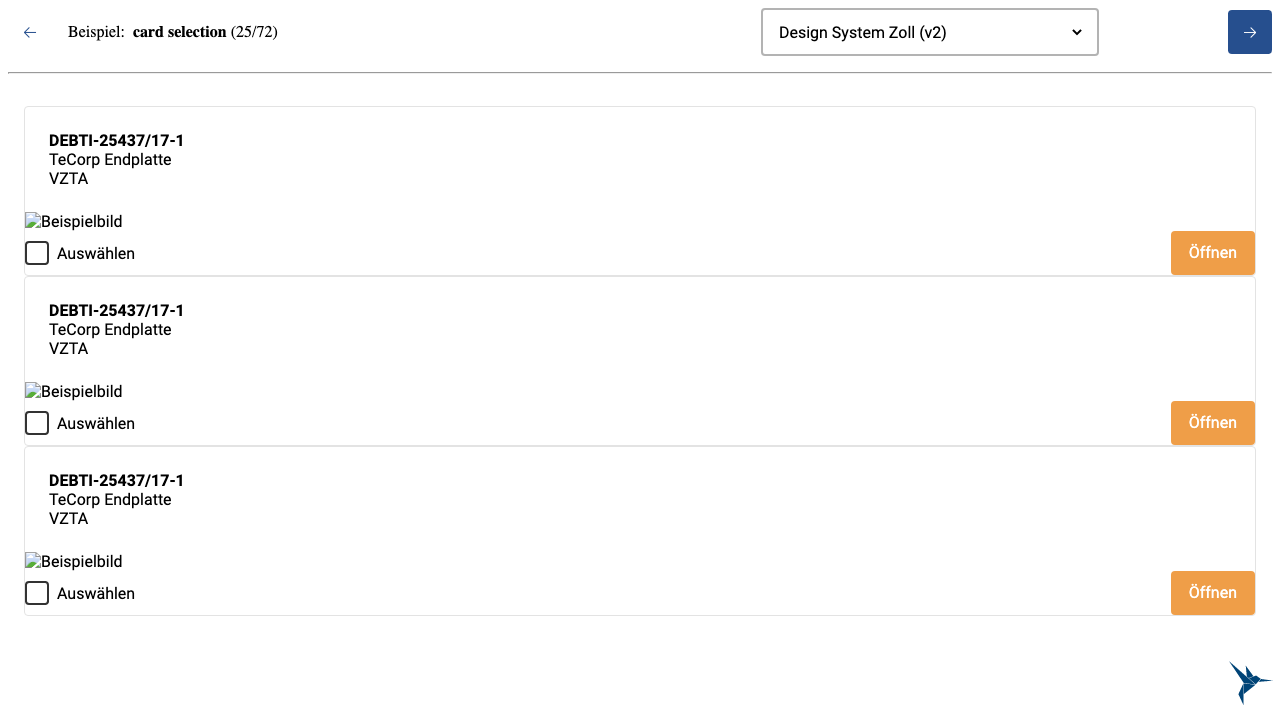 Beispiel: card selection (25/72)
Design System Zoll (v2)
DEBTI-25437/17-1
TeCorp Endplatte
VZTA
Beispielbild
Auswählen
Öffnen
DEBTI-25437/17-1
TeCorp Endplatte
VZTA
Beispielbild
Auswählen
Öffnen
DEBTI-25437/17-1
TeCorp Endplatte
VZTA
Beispielbild
Auswählen
Öffnen